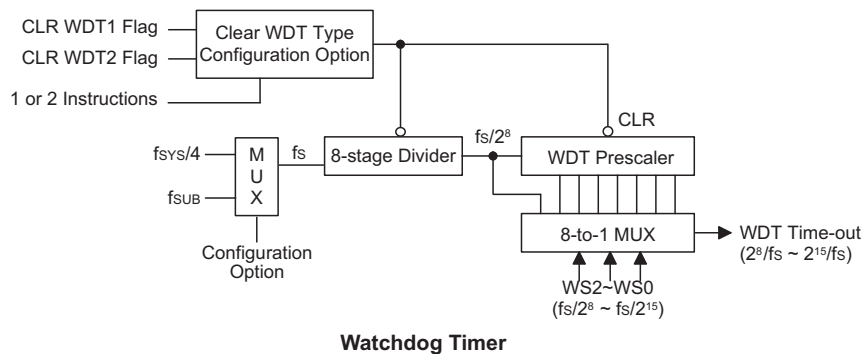 CLR WDT1 Flag
CLR WDT2 Flag
1 or 2 Instructions
Clear WDT Type
Configuration Option
CLR
fSYS/4
fSUB
M
U
X
fS
8-stage Divider
fS/2⁸
WDT Prescaler
Configuration
Option
8-to-1 MUX
WDT Time-out
(2⁸/fS ~ 2¹⁵/fS)
WS2~WS0
(fS/2⁸ ~ fS/2¹⁵)
Watchdog Timer